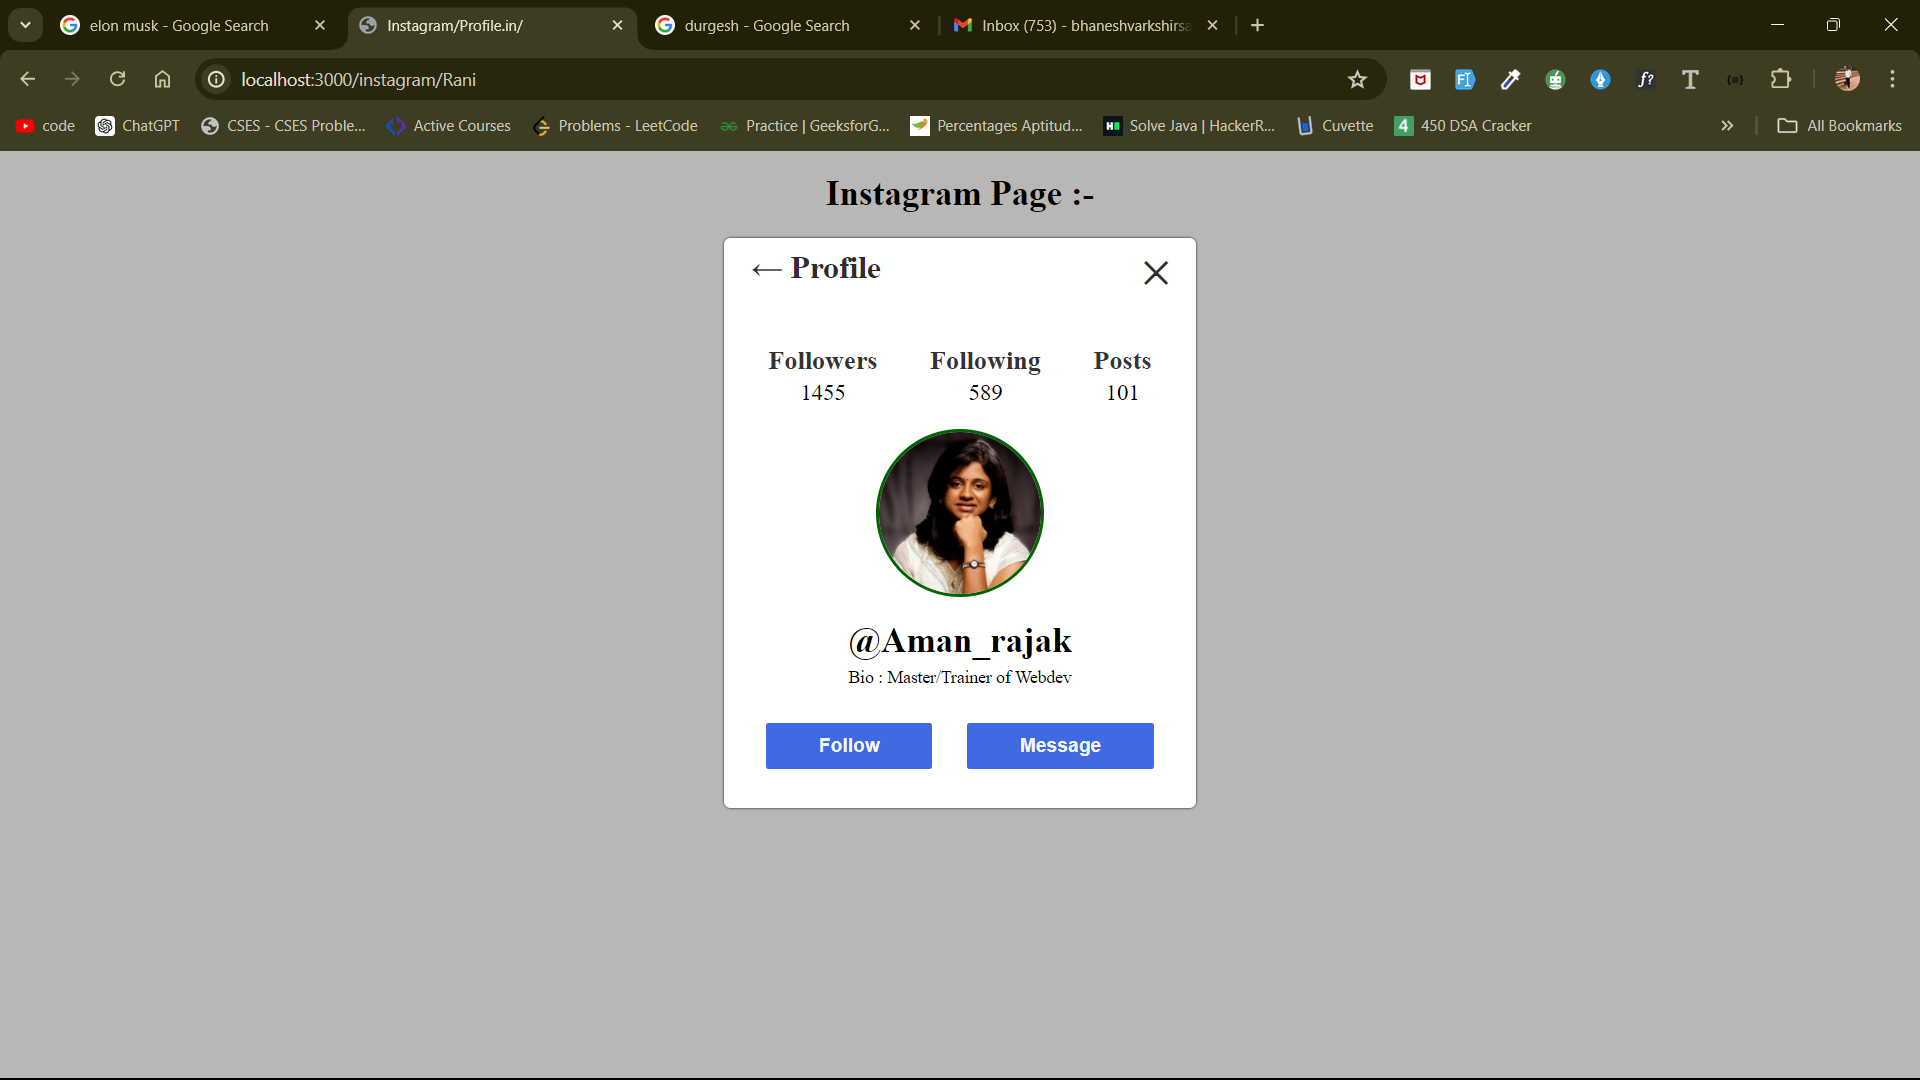 elon musk - Google Search
Instagram/Profile.in/
durgesh - Google Search
Inbox (753) - bhaneshvarkshirsa
localhost:3000/instagram/Rani
code
ChatGPT
CSES - CSES Proble...
Active Courses
Problems - LeetCode
Practice | GeeksforG...
Percentages Aptitud...
Solve Java | HackerR...
Cuvette
4 450 DSA Cracker
All Bookmarks
Instagram Page :-
← Profile
Followers Following Posts
1455 589 101
@Aman_rajak
Bio : Master/Trainer of Webdev
Follow Message